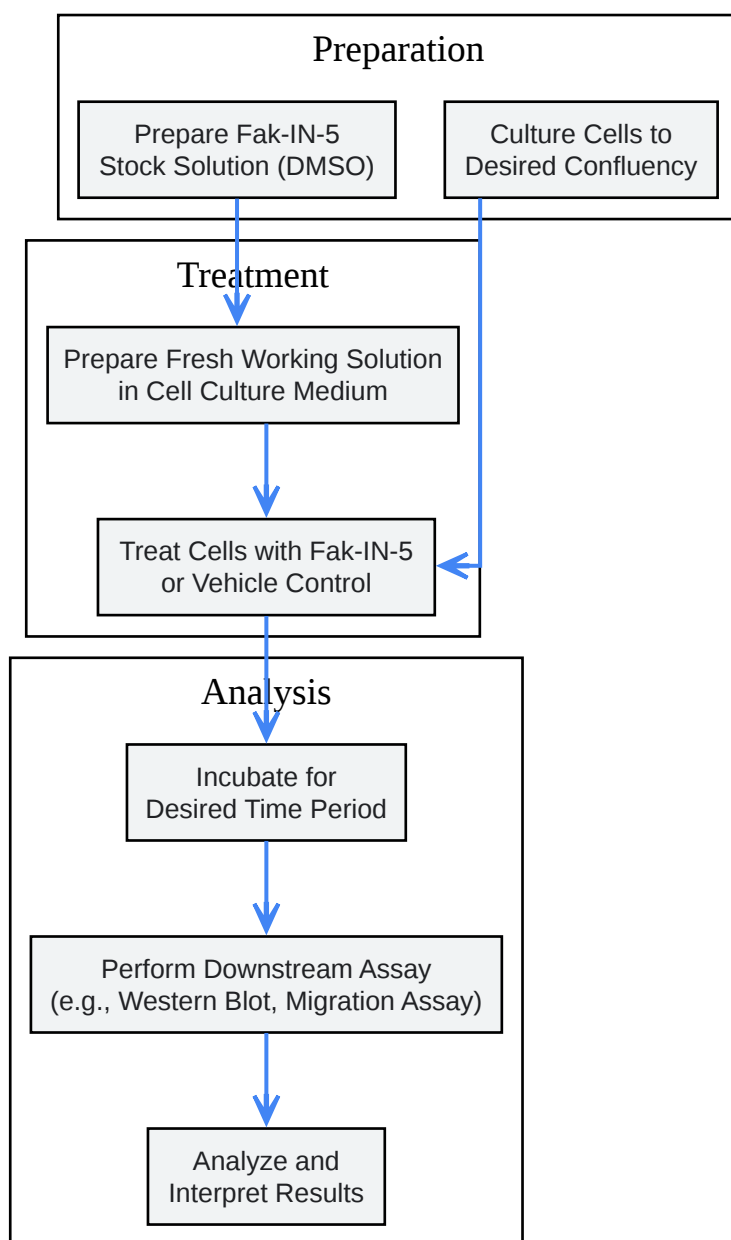 Preparation
Prepare Fak-IN-5
Stock Solution (DMSO)
Culture Cells to
Desired Confluency
Treatment
Prepare Fresh Working Solution
in Cell Culture Medium
Treat Cells with Fak-IN-5
or Vehicle Control
Analysis
Incubate for
Desired Time Period
Perform Downstream Assay
(e.g., Western Blot, Migration Assay)
Analyze and
Interpret Results